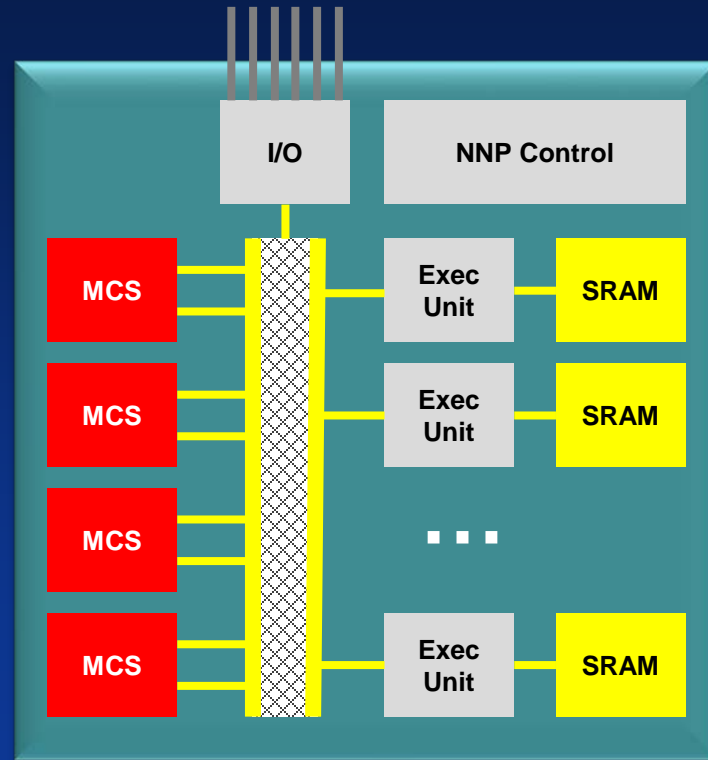 I/O
NNP Control
MCS
Exec
Unit
SRAM
MCS
Exec
Unit
SRAM
MCS
...
MCS
Exec
Unit
SRAM